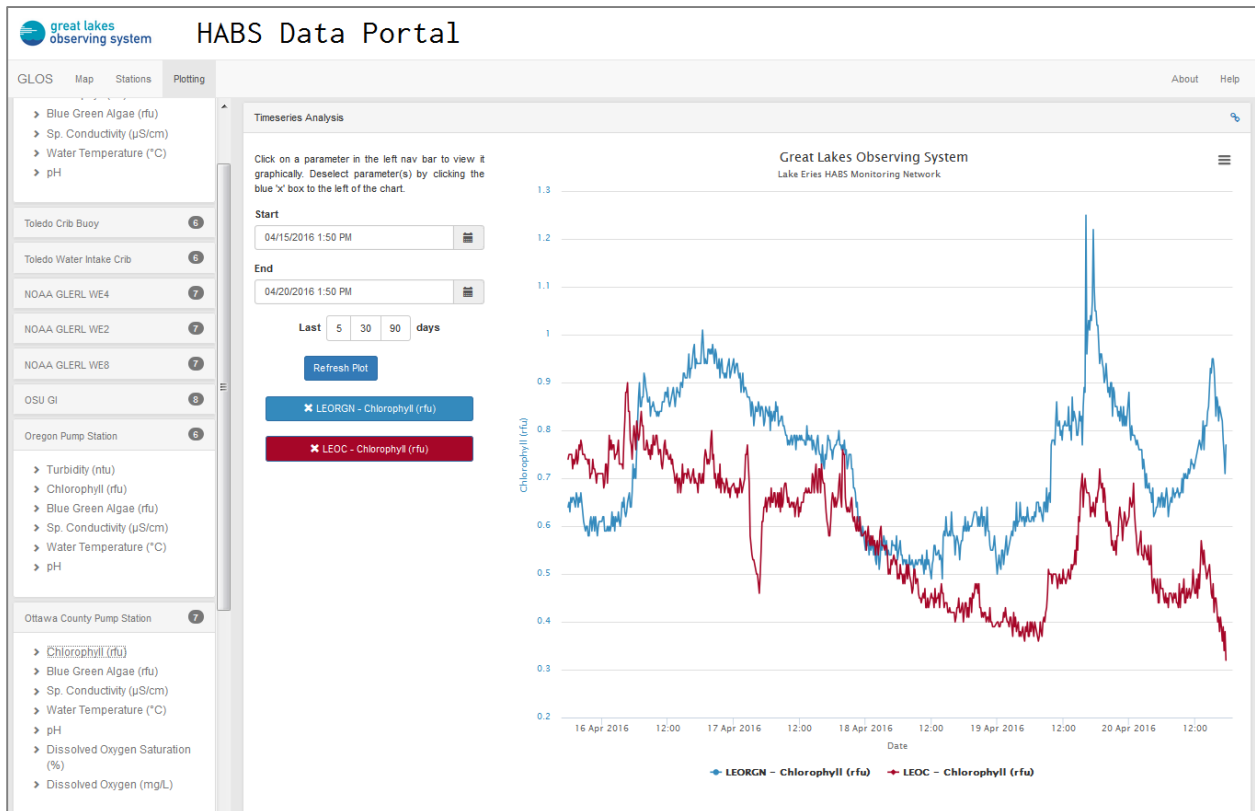 great lakes
observing system
HABS Data Portal
GLOS
Map
Stations
Plotting
About
Help
Blue Green Algae (rfu)
Sp. Conductivity (µS/cm)
Water Temperature (°C)
pH
Toledo Crib Buoy 6
Toledo Water Intake Crib 6
NOAA GLERL WE4 7
NOAA GLERL WE2 7
NOAA GLERL WE8 7
OSU GI 8
Oregon Pump Station 6
Turbidity (ntu)
Chlorophyll (rfu)
Blue Green Algae (rfu)
Sp. Conductivity (µS/cm)
Water Temperature (°C)
pH
Ottawa County Pump Station 7
Chlorophyll (rfu)
Blue Green Algae (rfu)
Sp. Conductivity (µS/cm)
Water Temperature (°C)
pH
Dissolved Oxygen Saturation
(%)
Dissolved Oxygen (mg/L)
Timeseries Analysis
Click on a parameter in the left nav bar to view it
graphically. Deselect parameter(s) by clicking the
blue 'x' box to the left of the chart.
Start
04/15/2016 1:50 PM
End
04/20/2016 1:50 PM
Last 5 30 90 days
Refresh Plot
✖ LEORGN - Chlorophyll (rfu)
✖ LEOC - Chlorophyll (rfu)
Great Lakes Observing System
Lake Eries HABS Monitoring Network
Chlorophyll (rfu)
1.3
1.2
1.1
1
0.9
0.8
0.7
0.6
0.5
0.4
0.3
0.2
16 Apr 2016 12:00 17 Apr 2016 12:00 18 Apr 2016 12:00 19 Apr 2016 12:00 20 Apr 2016 12:00
Date
LEORGN - Chlorophyll (rfu) LEOC - Chlorophyll (rfu)